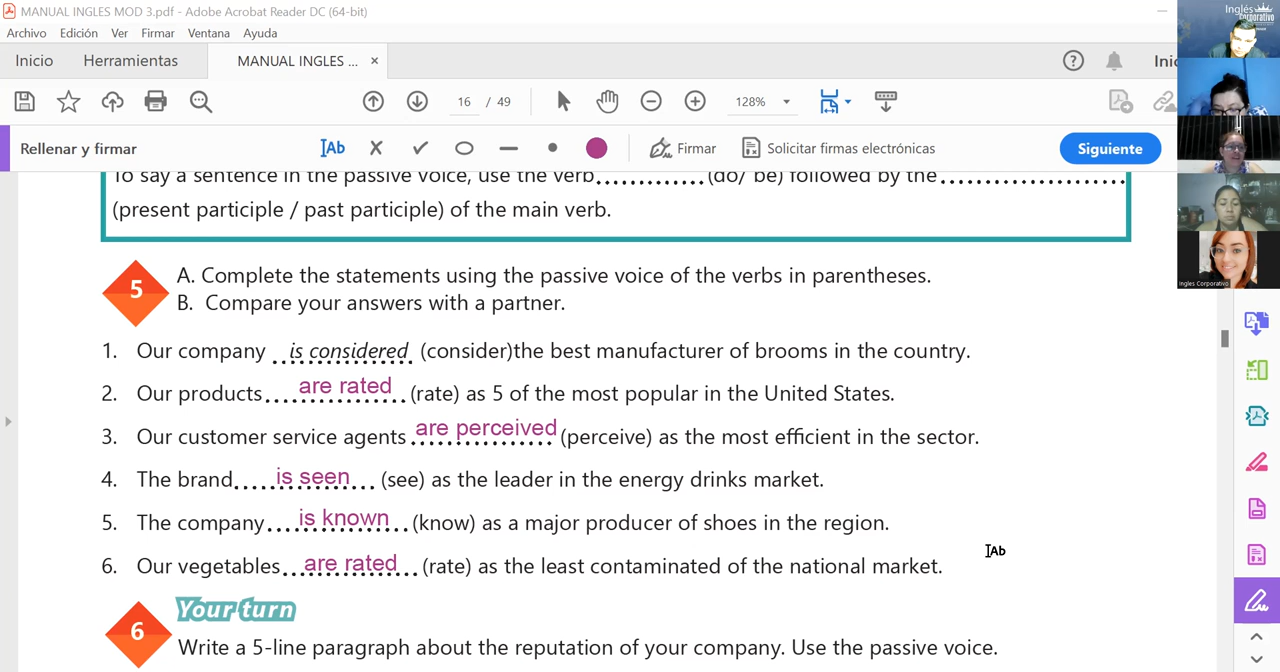 MANUAL INGLES MOD 3.pdf - Adobe Acrobat Reader DC (64-bit)
Archivo Edición Ver Firmar Ventana Ayuda
Inicio Herramientas MANUAL INGLES ... × Inic
16 / 49 128%
Rellenar y firmar Ab Firmar Solicitar firmas electrónicas Siguiente
Inglés Corporativo
Ingles Corporativo
To say a sentence in the passive voice, use the verb............(do/ be) followed by the .....................
(present participle / past participle) of the main verb.
5 A. Complete the statements using the passive voice of the verbs in parentheses.
B. Compare your answers with a partner.
1. Our company ..is considered. (consider)the best manufacturer of brooms in the country.
2. Our products...are rated...(rate) as 5 of the most popular in the United States.
3. Our customer service agents are perceived (perceive) as the most efficient in the sector.
4. The brand....is seen... (see) as the leader in the energy drinks market.
5. The company...is known..(know) as a major producer of shoes in the region.
6. Our vegetables..are rated.. (rate) as the least contaminated of the national market.
Ab
6 Your turn
Write a 5-line paragraph about the reputation of your company. Use the passive voice.